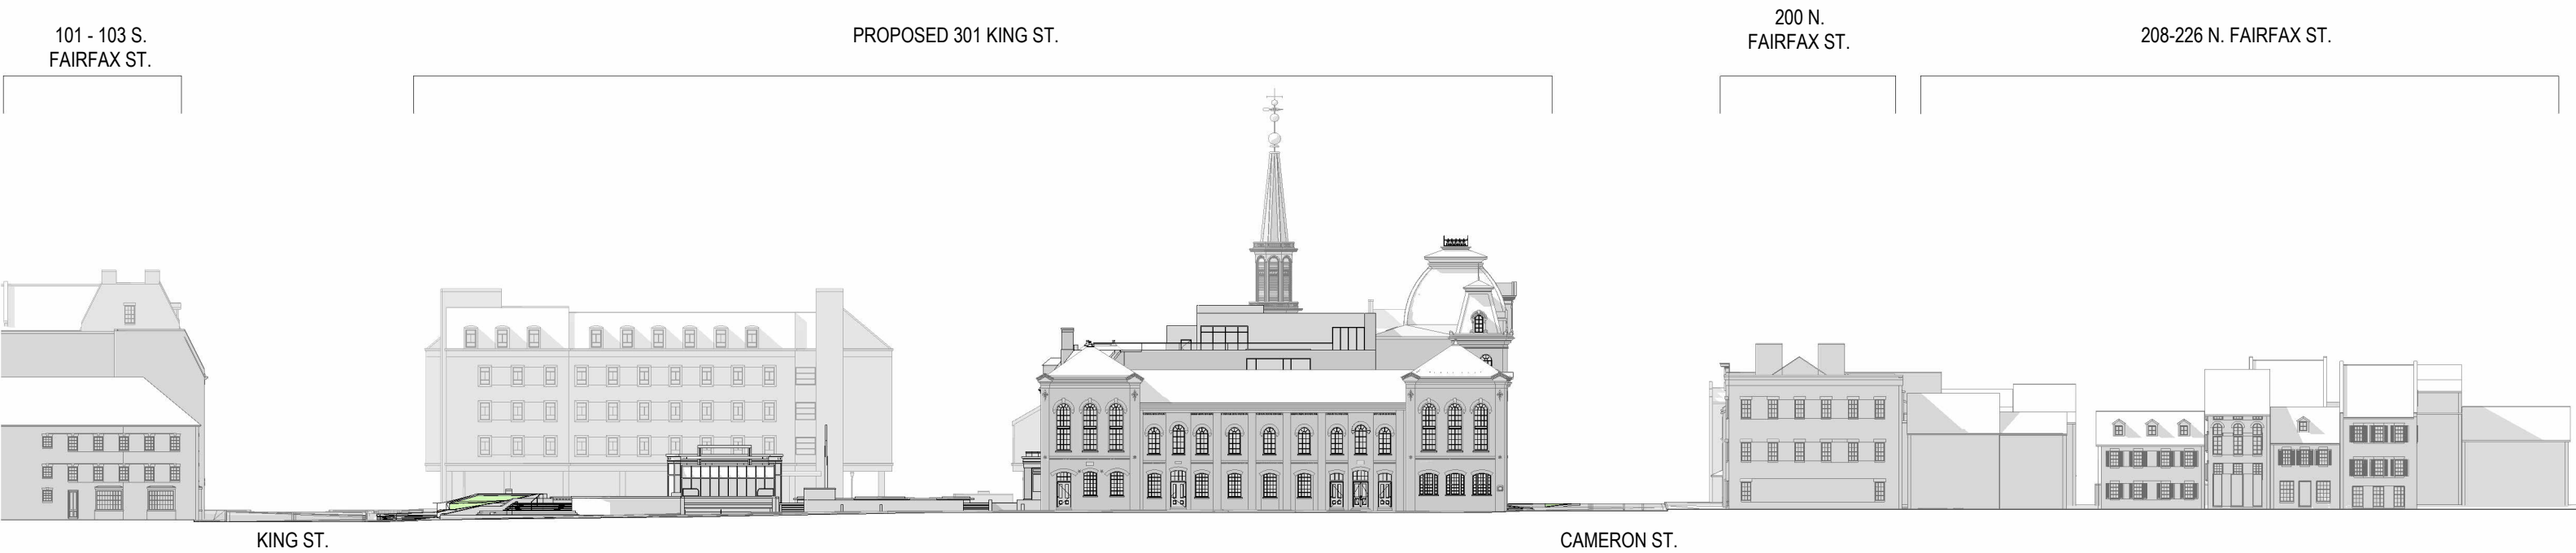 101 - 103 S.
FAIRFAX ST.
PROPOSED 301 KING ST.
200 N.
FAIRFAX ST.
208-226 N. FAIRFAX ST.
KING ST.
CAMERON ST.